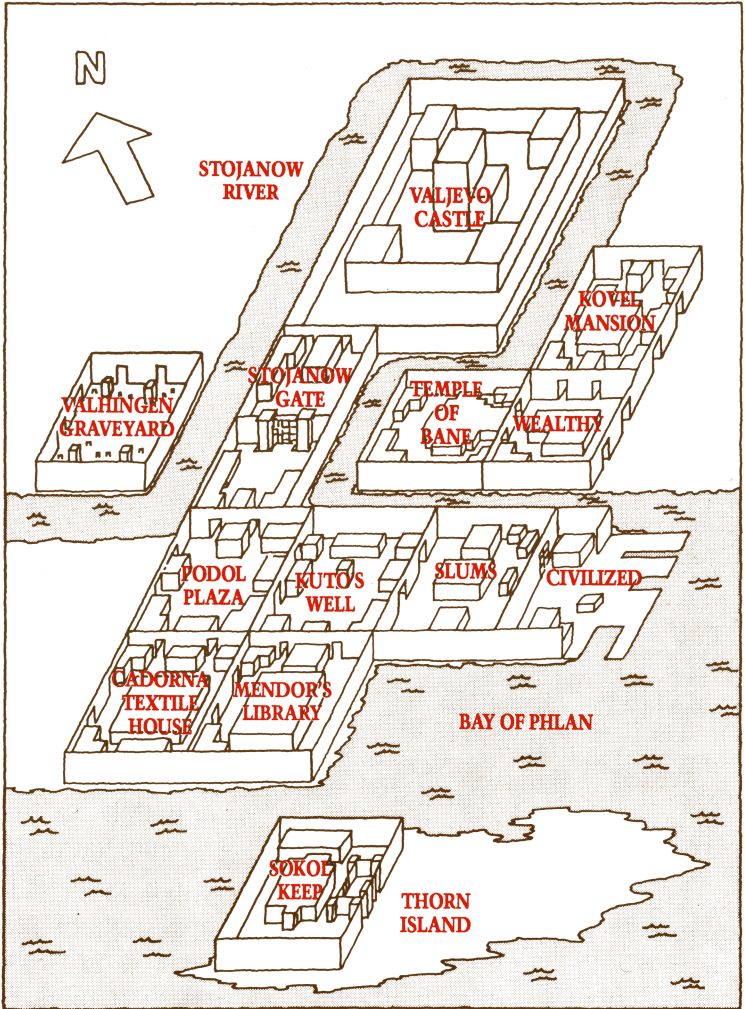 N
STOJANOW
RIVER
VALJEVO
CASTLE
KOVEL
MANSION
STOJANOW
GATE
TEMPLE
OF
BANE
WEALTHY
VALHINGEN
GRAVEYARD
PODOL
PLAZA
KUTO'S
WELL
SLUMS
CIVILIZED
CADORNA
TEXTILE
HOUSE
MENDOR'S
LIBRARY
BAY OF PHLAN
SOKOL
KEEP
THORN
ISLAND